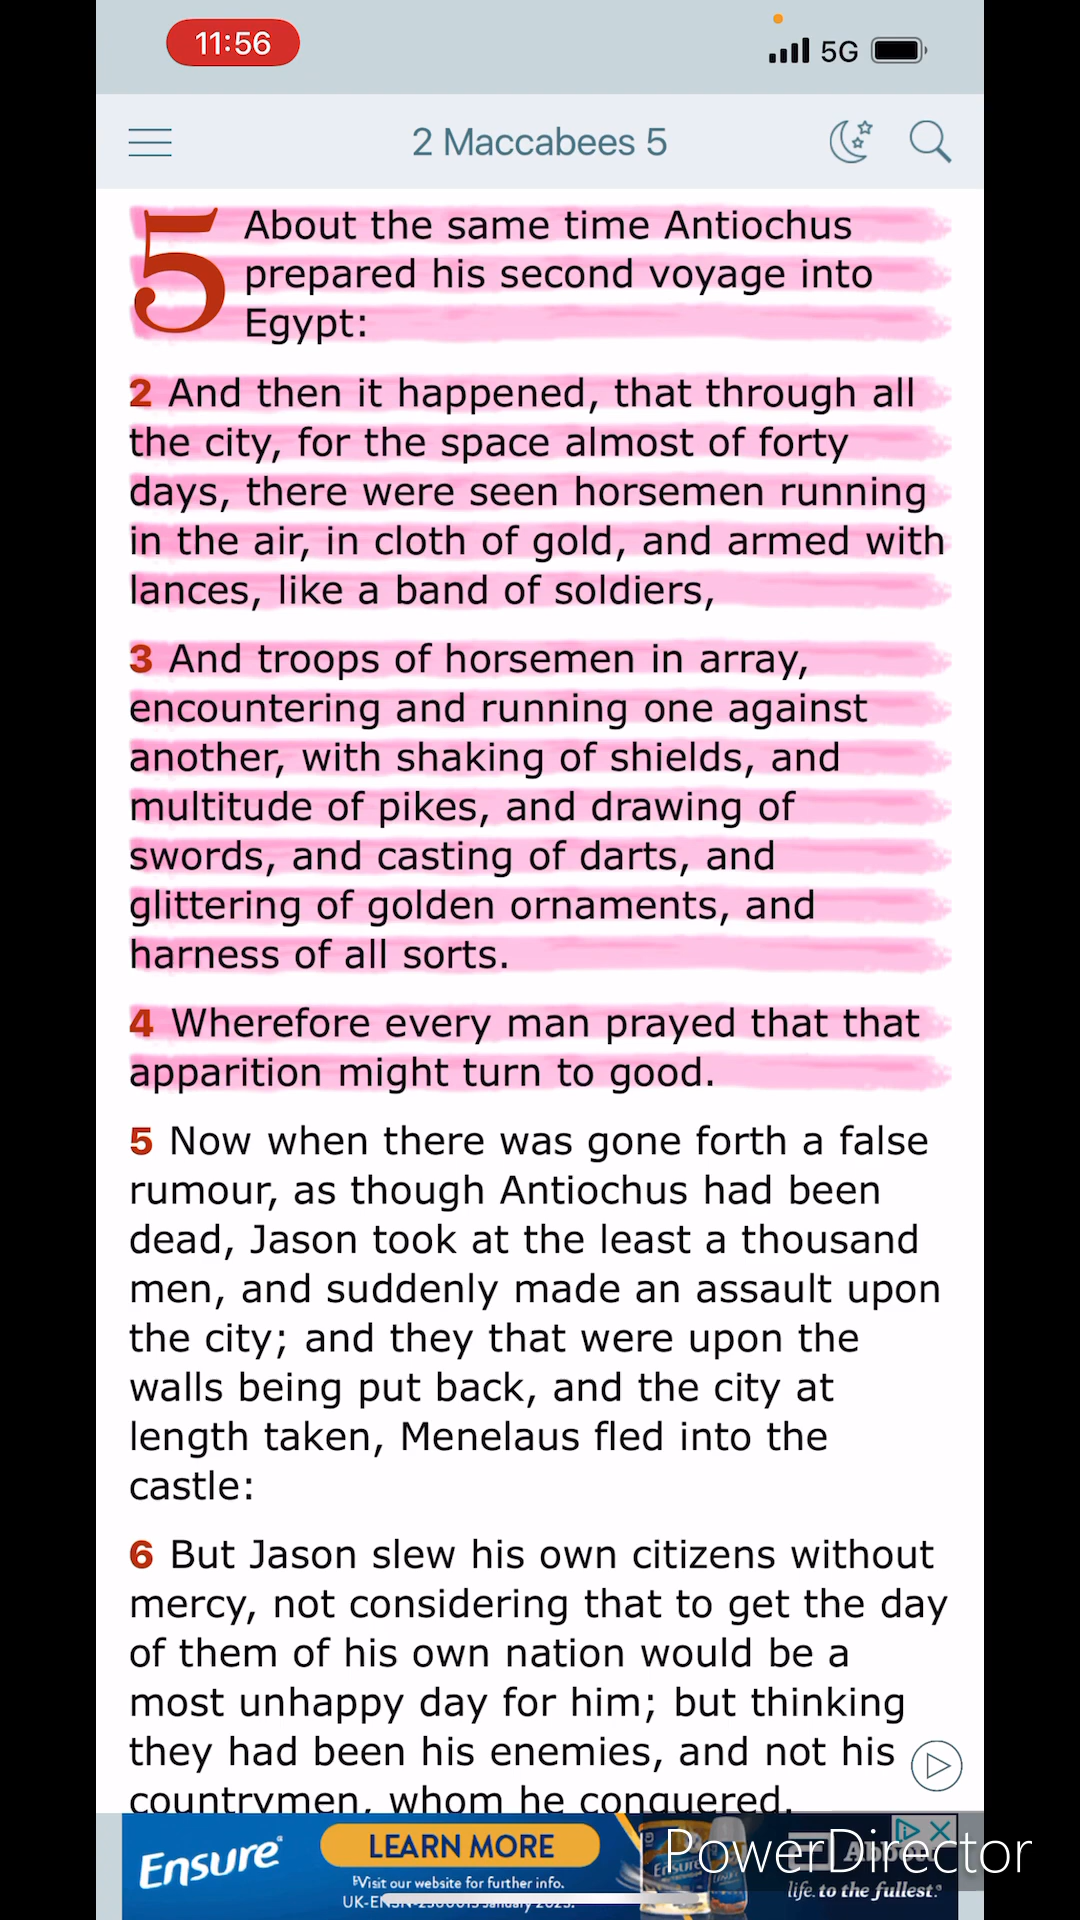 11:56
5G
2 Maccabees 5
5 About the same time Antiochus
prepared his second voyage into
Egypt:
2 And then it happened, that through all
the city, for the space almost of forty
days, there were seen horsemen running
in the air, in cloth of gold, and armed with
lances, like a band of soldiers,
3 And troops of horsemen in array,
encountering and running one against
another, with shaking of shields, and
multitude of pikes, and drawing of
swords, and casting of darts, and
glittering of golden ornaments, and
harness of all sorts.
4 Wherefore every man prayed that that
apparition might turn to good.
5 Now when there was gone forth a false
rumour, as though Antiochus had been
dead, Jason took at the least a thousand
men, and suddenly made an assault upon
the city; and they that were upon the
walls being put back, and the city at
length taken, Menelaus fled into the
castle:
6 But Jason slew his own citizens without
mercy, not considering that to get the day
of them of his own nation would be a
most unhappy day for him; but thinking
they had been his enemies, and not his
countrymen, whom he conquered.
Ensure
LEARN MORE
Visit our website for further info.
Ensure
PowerDirector
Abbott
life. to the fullest.